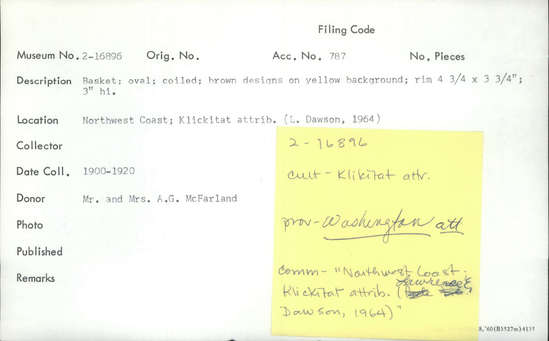 Filing Code
Museum No. 2-16896 Orig. No. Acc. No. 787 No. Pieces
Description Basket; oval; coiled; brown designs on yellow background; rim 4 3/4 x 3 3/4";
3" hi.
Location Northwest Coast; Klickitat attrib. (L. Dawson, 1964)
Collector
Date Coll. 1900-1920
Donor Mr. and Mrs. A.G. McFarland
Photo
Published
Remarks
2-16896
cult - Klikitat attr.
prov - Washington att
comm - "Northwest Coast;
Lawrence E.
Klickitat attrib. (
Dawson, 1964)"